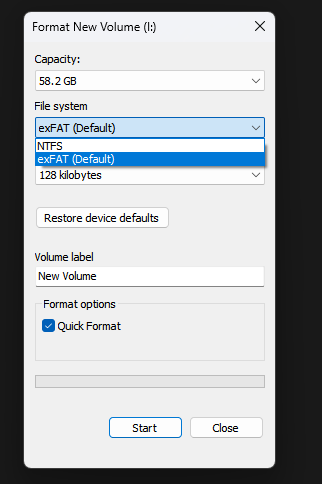 Format New Volume (I:)
Capacity:
58.2 GB
File system
exFAT (Default)
NTFS
exFAT (Default)
128 kilobytes
Restore device defaults
Volume label
New Volume
Format options
Quick Format
Start
Close